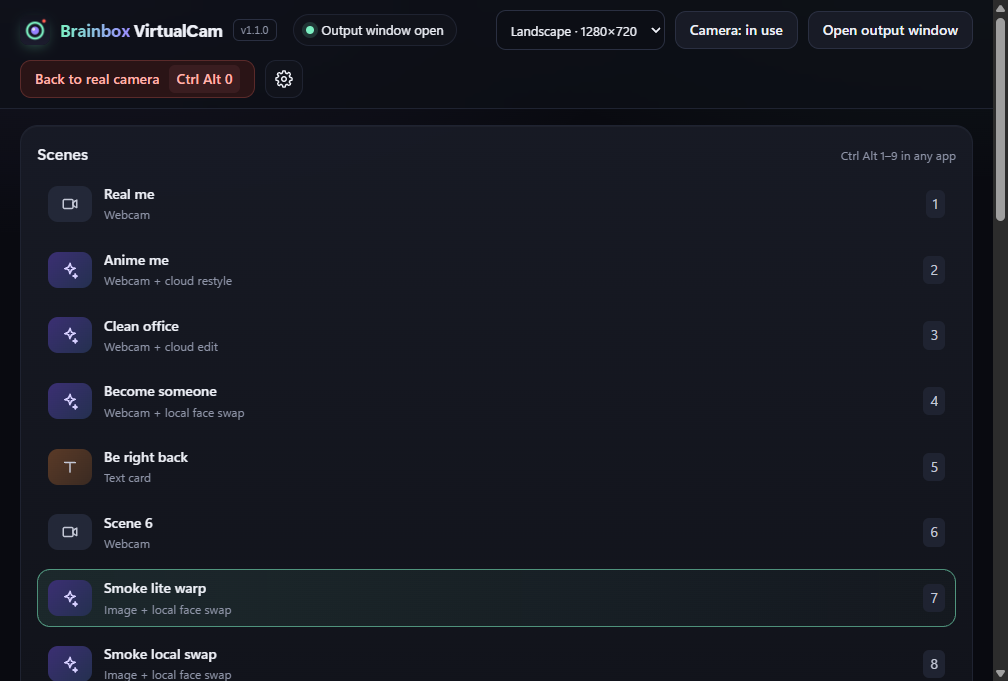 Brainbox VirtualCam v1.1.0 Output window open Landscape · 1280×720 Camera: in use Open output window
Back to real camera Ctrl Alt 0
Scenes Ctrl Alt 1–9 in any app
Real me
Webcam
1
Anime me
Webcam + cloud restyle
2
Clean office
Webcam + cloud edit
3
Become someone
Webcam + local face swap
4
T
Be right back
Text card
5
Scene 6
Webcam
6
Smoke lite warp
Image + local face swap
7
Smoke local swap
Image + local face swap
8